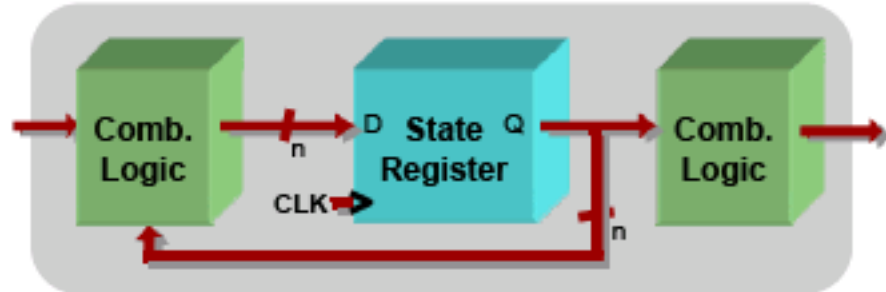 Comb.
Logic
n
D
State
Register
Q
CLK
n
Comb.
Logic